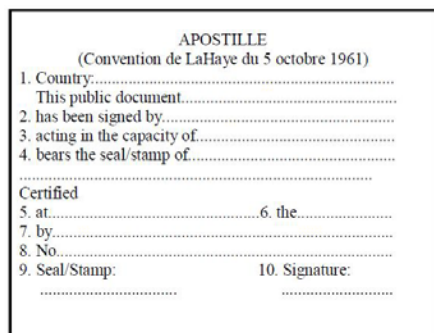 APOSTILLE
(Convention de LaHaye du 5 octobre 1961)
1. Country:..........................................................................
This public document.....................................................
2. has been signed by.........................................................
3. acting in the capacity of..................................................
4. bears the seal/stamp of....................................................
........................................................................................
Certified
5. at............................................................6. the.......................
7. by....................................................................................
8. No...................................................................................
9. Seal/Stamp: 10. Signature:
.................................. ............................